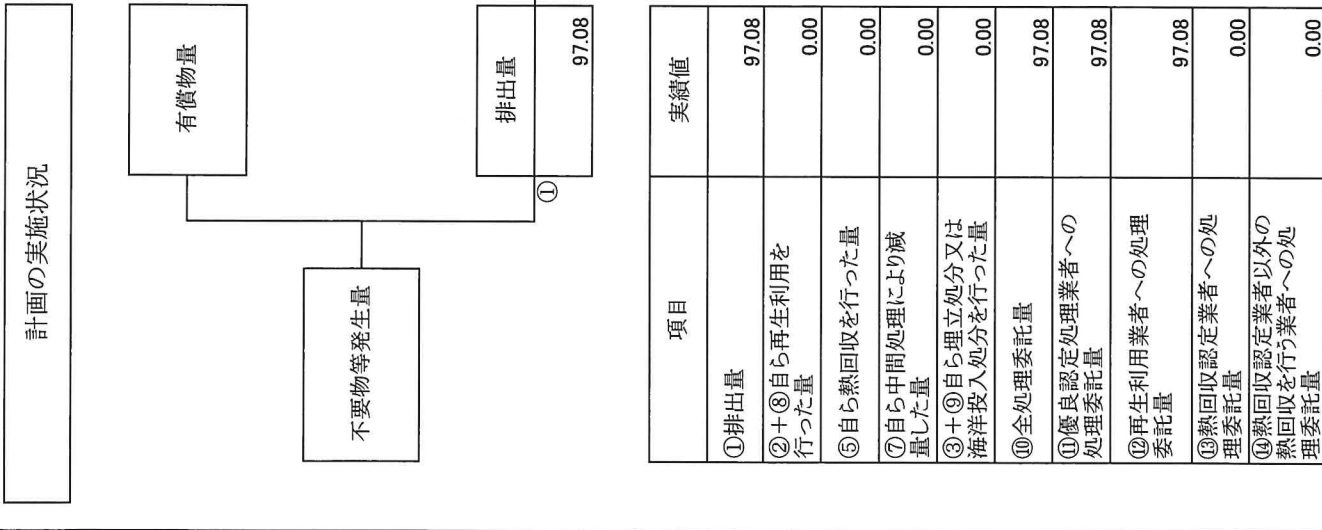 計画の実施状況
不要物等発生量
有償物量
①
排出量
97.08
項目
実績値
①排出量
97.08
②+⑧自ら再生利用を
行った量
0.00
⑤自ら熱回収を行った量
0.00
⑦自ら中間処理により減
量した量
0.00
③+⑨自ら埋立処分又は
海洋投入処分を行った量
0.00
⑩全処理委託量
97.08
⑪優良認定処理業者への
処理委託量
97.08
⑫再生利用業者への処理
委託量
97.08
⑬熱回収認定業者への処
理委託量
0.00
⑭熱回収認定業者以外の
熱回収を行う業者への処
理委託量
0.00